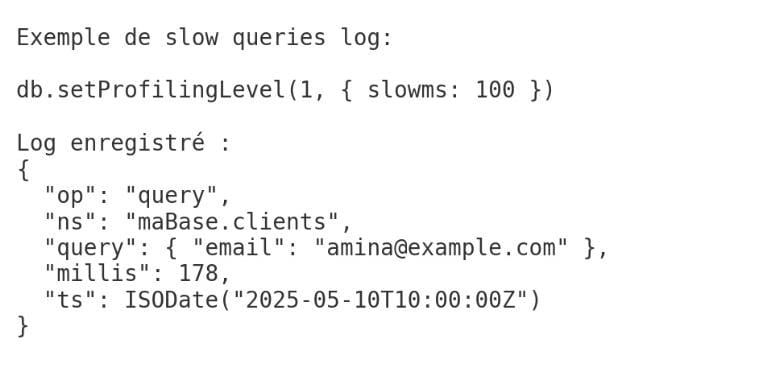 Exemple de slow queries log:
db.setProfilingLevel(1, { slowms: 100 })
Log enregistré :
{
  "op": "query",
  "ns": "maBase.clients",
  "query": { "email": "amina@example.com" },
  "millis": 178,
  "ts": ISODate("2025-05-10T10:00:00Z")
}